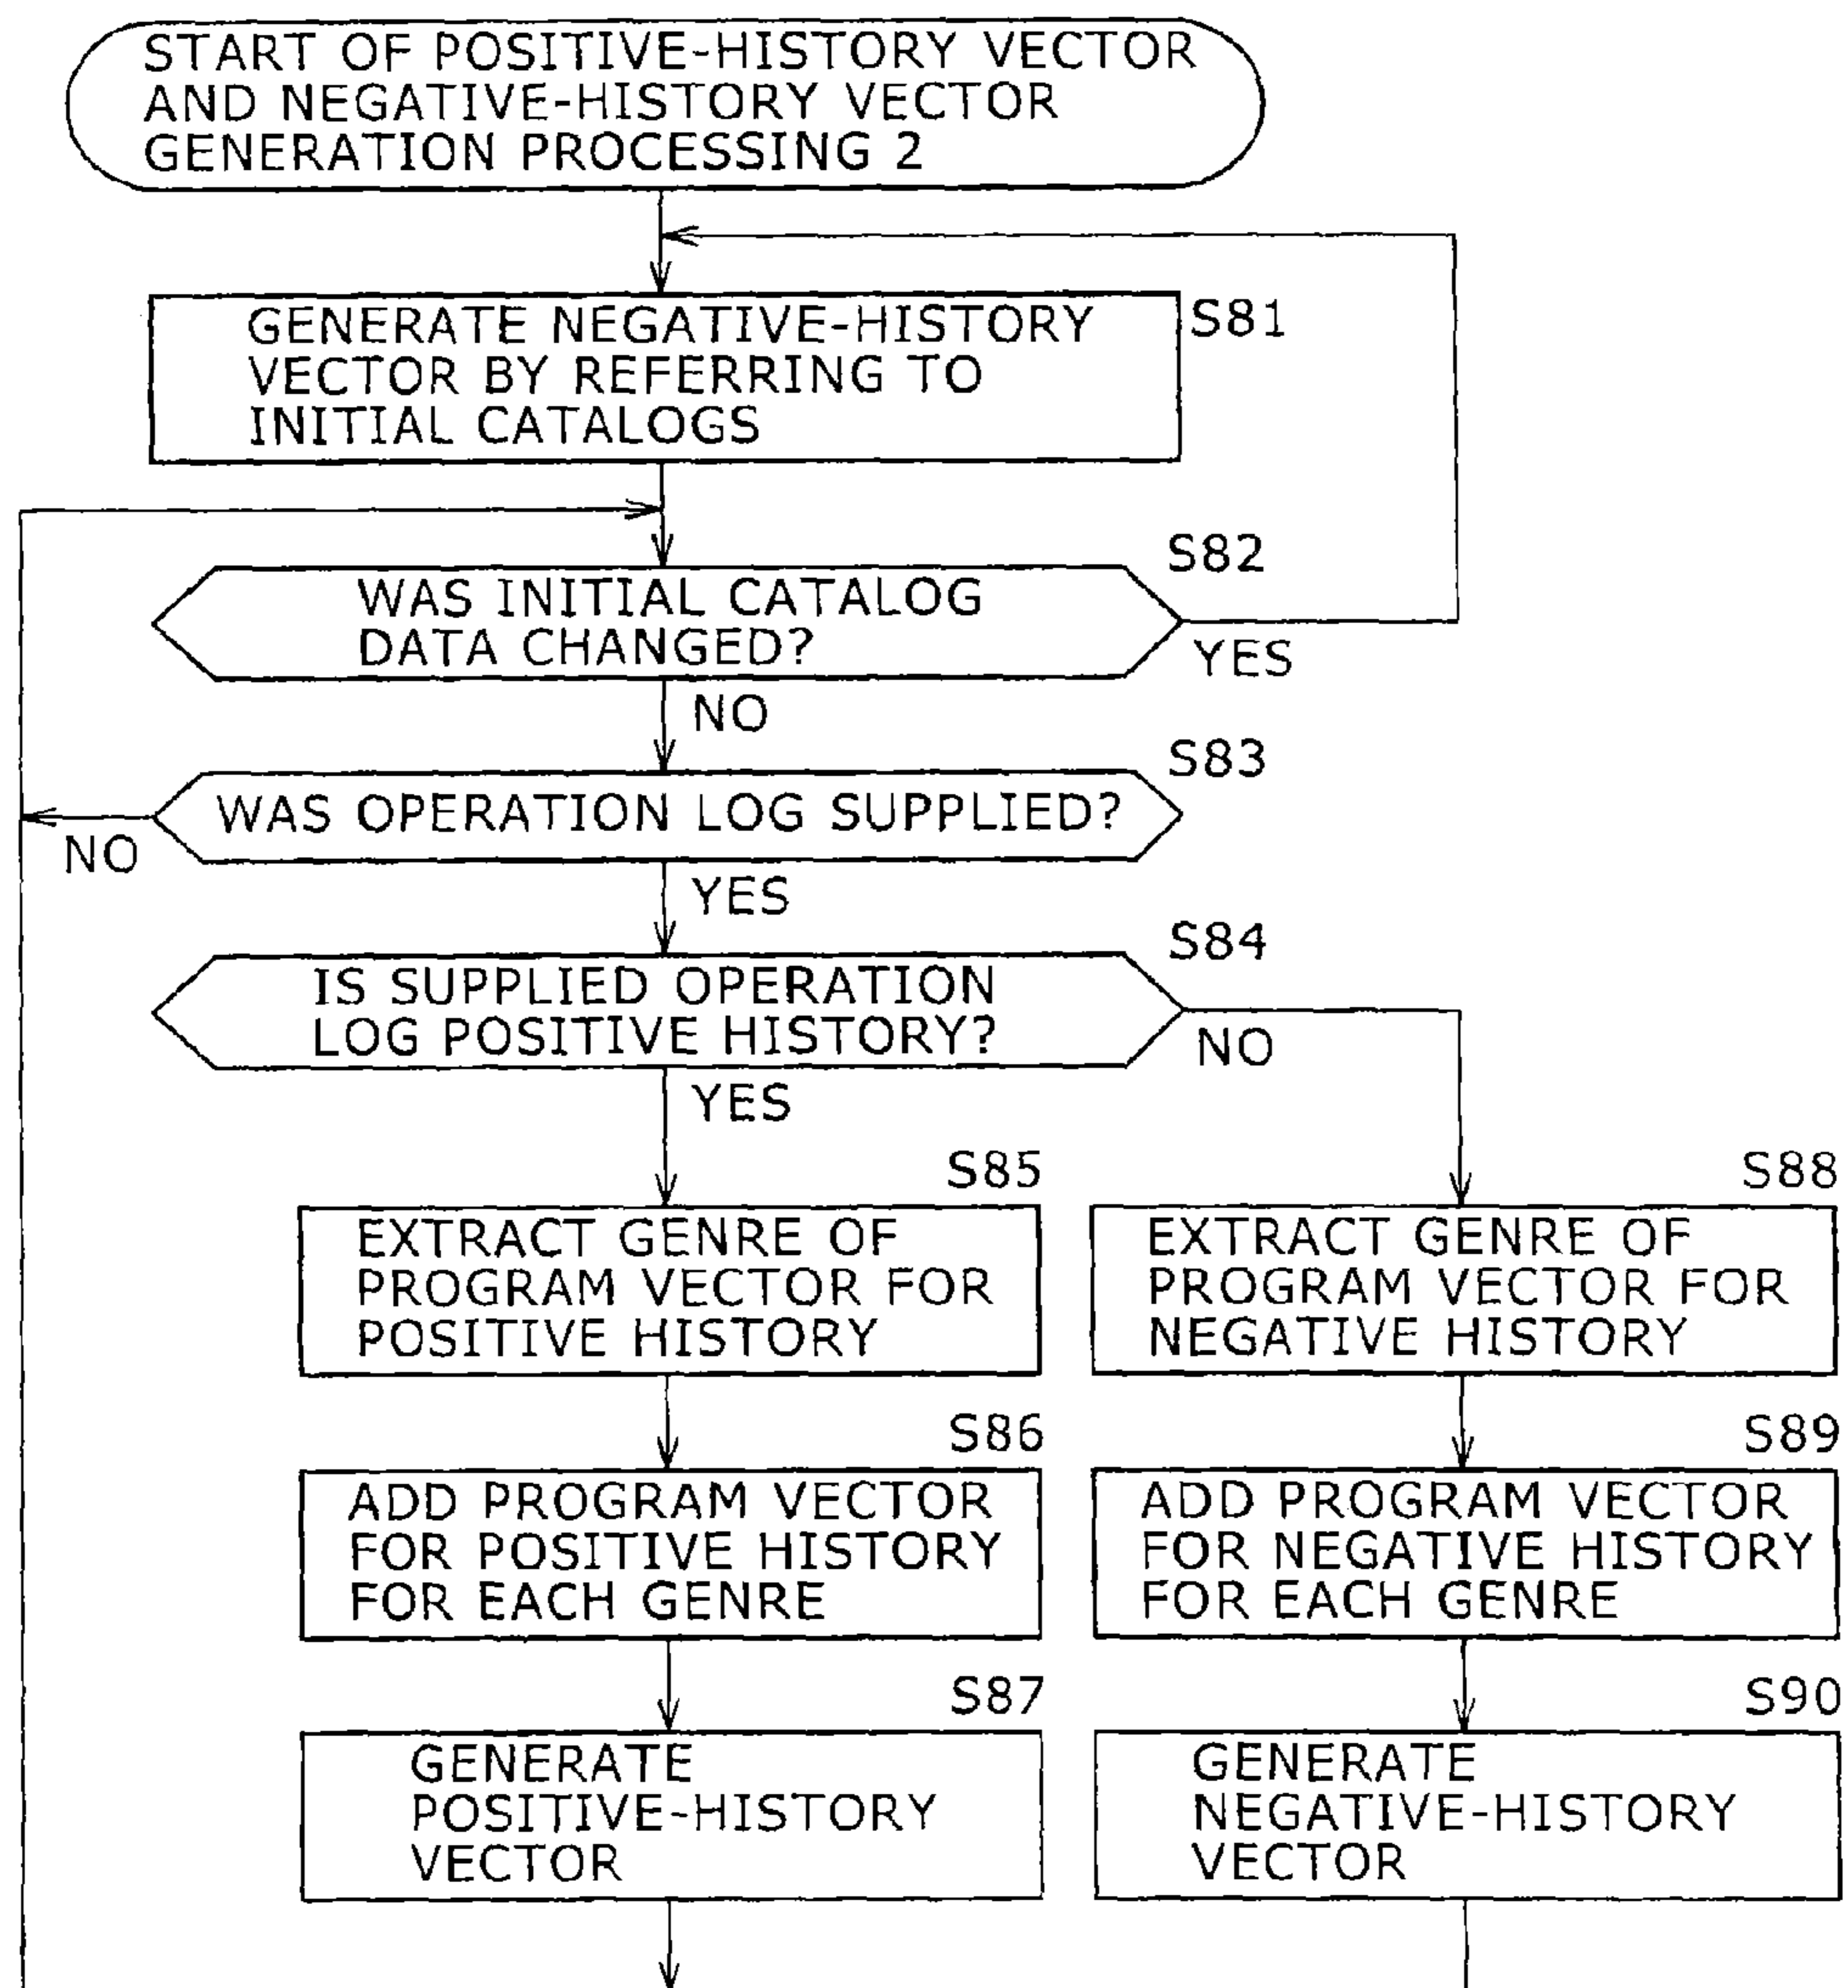 START OF POSITIVE-HISTORY VECTOR
AND NEGATIVE-HISTORY VECTOR
GENERATION PROCESSING 2
GENERATE NEGATIVE-HISTORY
VECTOR BY REFERRING TO
INITIAL CATALOGS
S81
S82
WAS INITIAL CATALOG
DATA CHANGED?
YES
NO
S83
WAS OPERATION LOG SUPPLIED?
NO
YES
S84
IS SUPPLIED OPERATION
LOG POSITIVE HISTORY?
NO
YES
S85
EXTRACT GENRE OF
PROGRAM VECTOR FOR
POSITIVE HISTORY
S88
EXTRACT GENRE OF
PROGRAM VECTOR FOR
NEGATIVE HISTORY
S86
ADD PROGRAM VECTOR
FOR POSITIVE HISTORY
FOR EACH GENRE
S89
ADD PROGRAM VECTOR
FOR NEGATIVE HISTORY
FOR EACH GENRE
S87
GENERATE
POSITIVE-HISTORY
VECTOR
S90
GENERATE
NEGATIVE-HISTORY
VECTOR